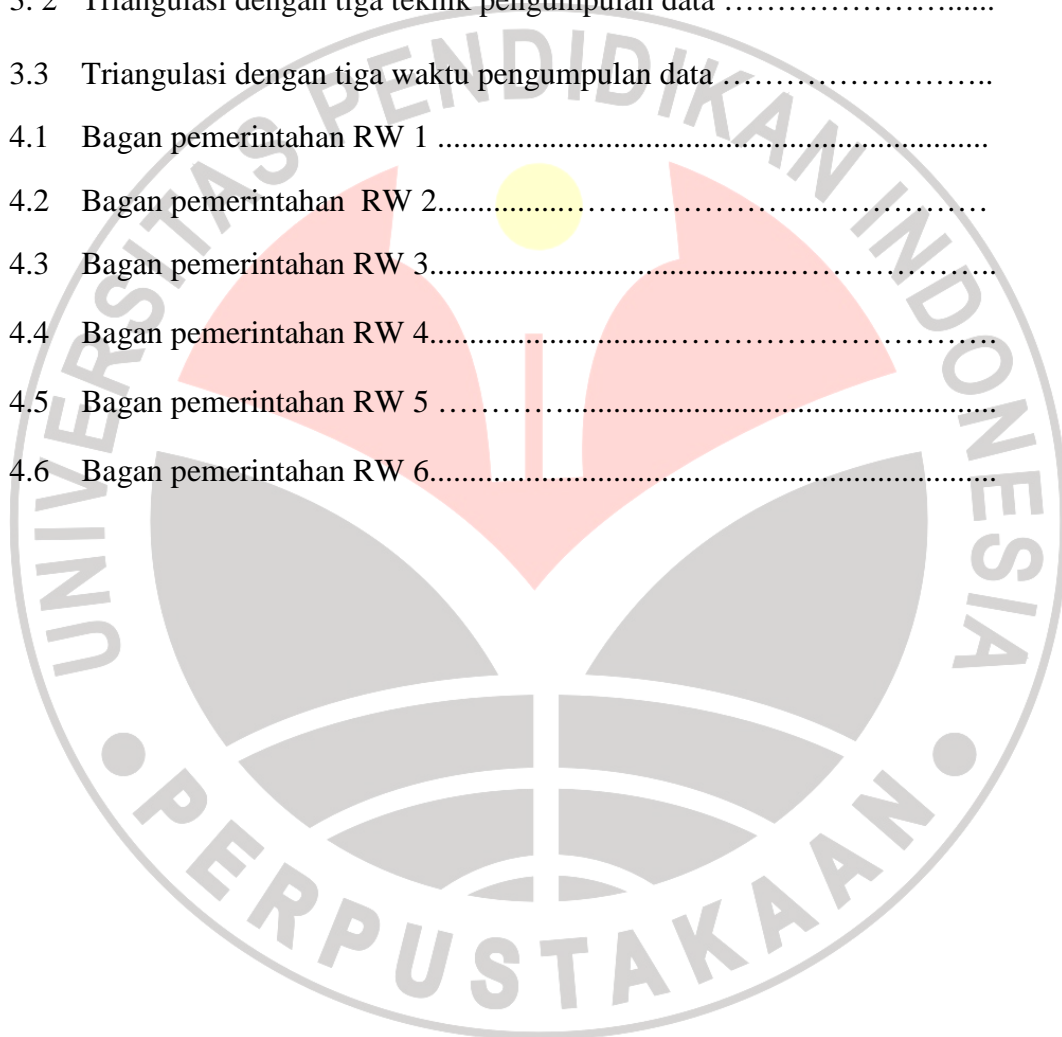 3. 2 Triangulasi dengan tiga teknik pengumpulan data …………………......
3.3 Triangulasi dengan tiga waktu pengumpulan data ……………………..
4.1 Bagan pemerintahan RW 1 ....................................................................
4.2 Bagan pemerintahan RW 2...............…………………….....……………
4.3 Bagan pemerintahan RW 3............................................………………..
4.4 Bagan pemerintahan RW 4..............................………………………….
4.5 Bagan pemerintahan RW 5 …………......................................................
4.6 Bagan pemerintahan RW 6......................................................................
UNIVERSITAS PENDIDIKAN INDONESIA
PERPUSTAKAAN